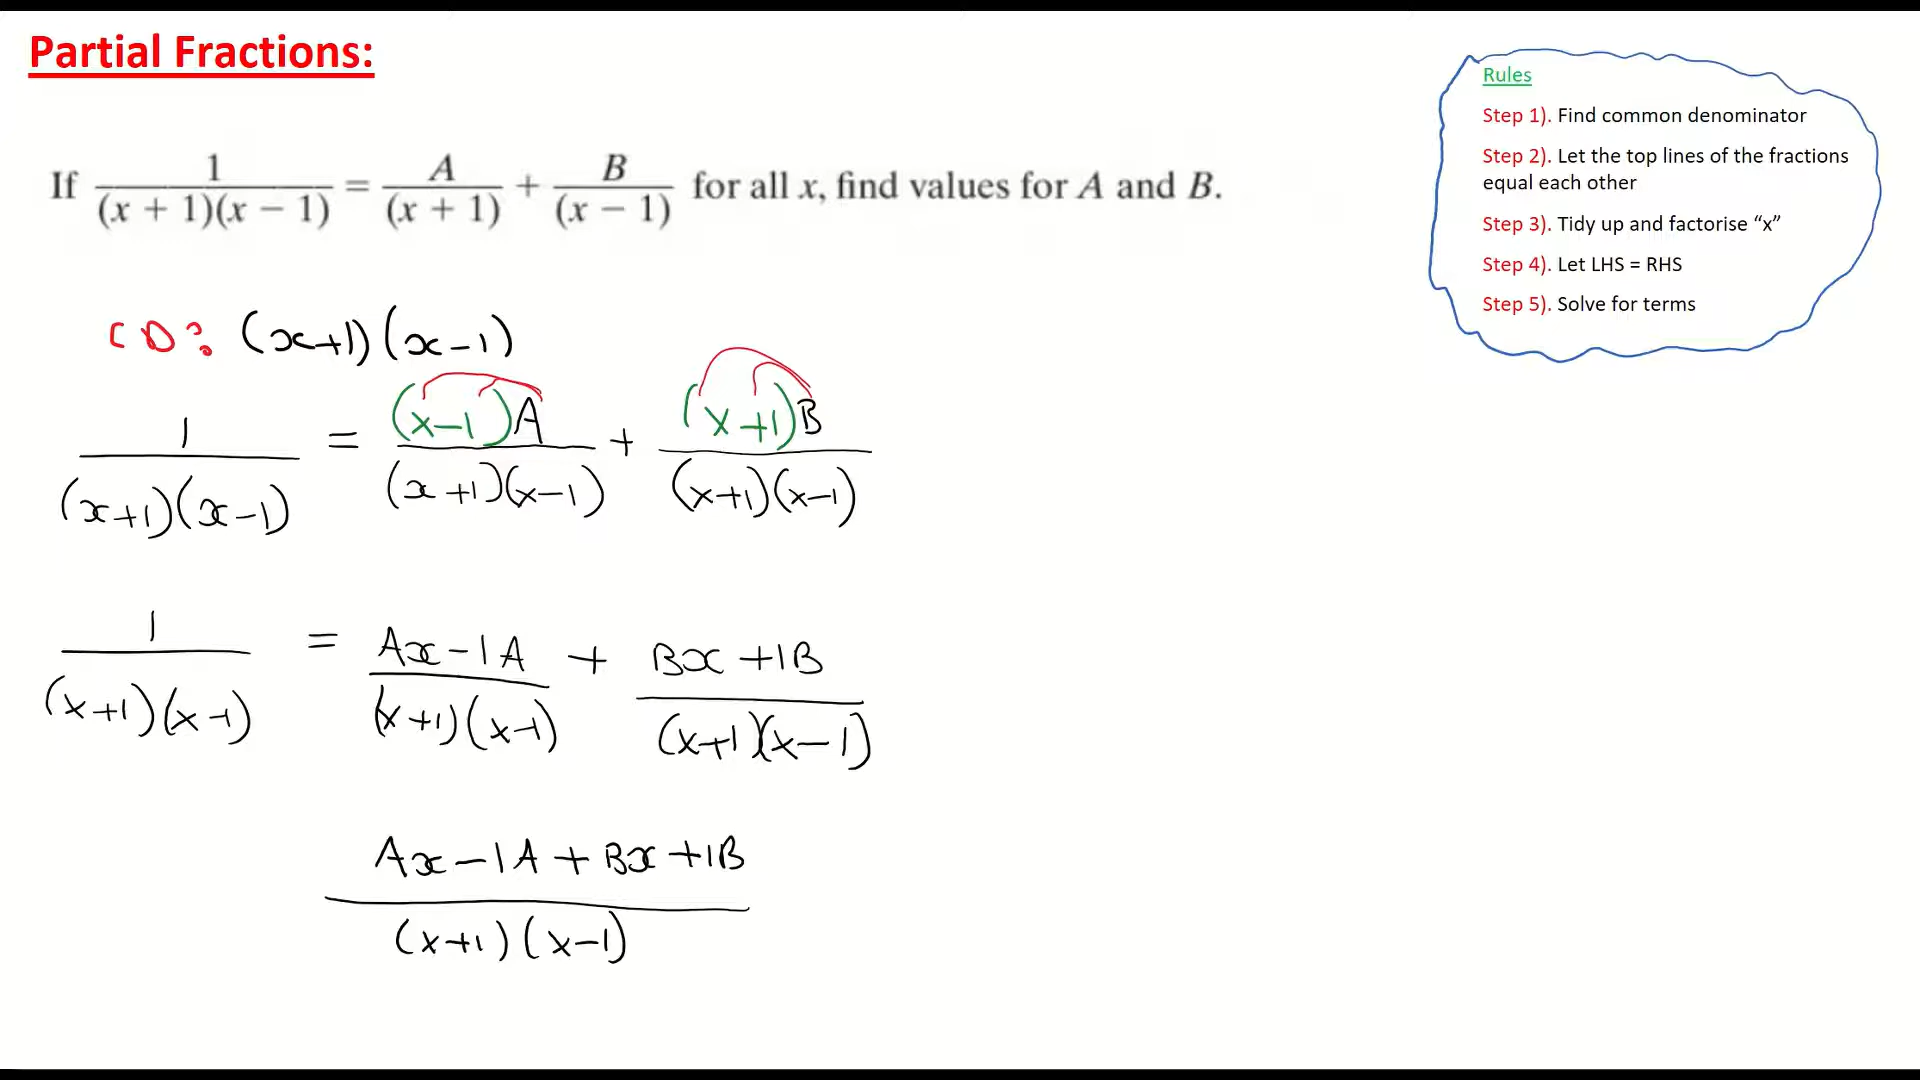 Partial Fractions:
If 1/((x + 1)(x − 1)) = A/(x + 1) + B/(x − 1) for all x, find values for A and B.
Rules
Step 1). Find common denominator
Step 2). Let the top lines of the fractions
equal each other
Step 3). Tidy up and factorise “x”
Step 4). Let LHS = RHS
Step 5). Solve for terms
CD: (x+1)(x-1)
1/((x+1)(x-1)) = (x-1)A/((x+1)(x-1)) + (x+1)B/((x+1)(x-1))
1/((x+1)(x-1)) = (Ax-1A)/((x+1)(x-1)) + (Bx+1B)/((x+1)(x-1))
(Ax-1A+Bx+1B)/((x+1)(x-1))